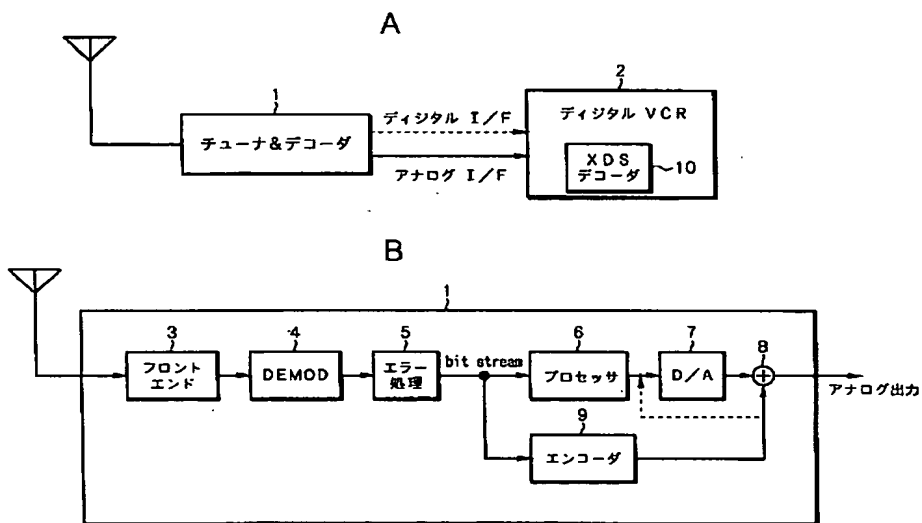 A
1
チューナ&デコーダ
ディジタル I/F
アナログ I/F
2
ディジタル VCR
XDS
デコーダ
10
B
1
3
フロント
エンド
4
DEMOD
5
エラー
処理
bit stream
6
プロセッサ
7
D/A
8
アナログ出力
9
エンコーダ